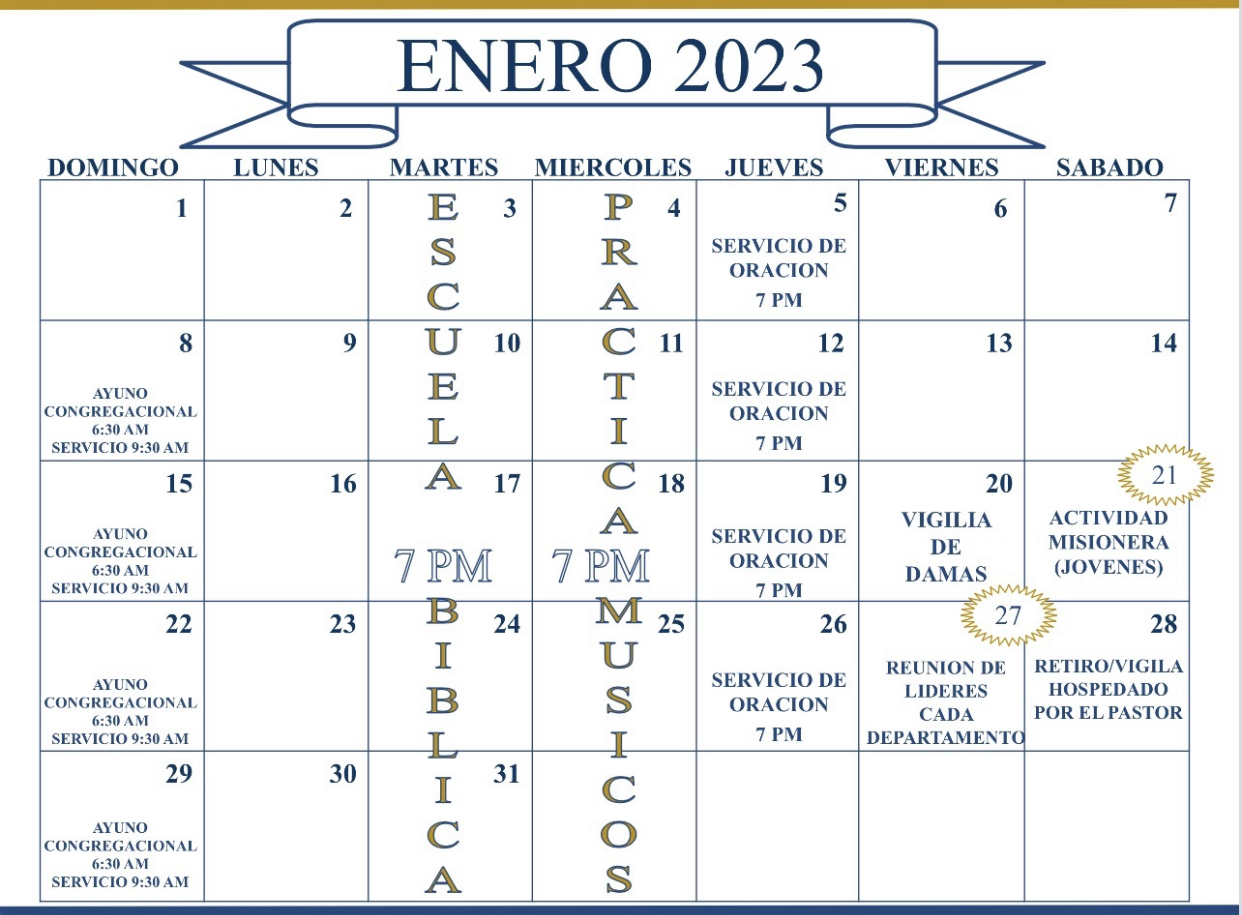 ENERO 2023
DOMINGO LUNES MARTES MIERCOLES JUEVES VIERNES SABADO
1 2 3 4 5 6 7
SERVICIO DE
ORACION
7 PM
8 9 10 11 12 13 14
AYUNO
CONGREGACIONAL
6:30 AM
SERVICIO 9:30 AM
SERVICIO DE
ORACION
7 PM
15 16 17 18 19 20 21
AYUNO
CONGREGACIONAL
6:30 AM
SERVICIO 9:30 AM
SERVICIO DE
ORACION
7 PM
VIGILIA
DE
DAMAS
ACTIVIDAD
MISIONERA
(JOVENES)
22 23 24 25 26 27 28
AYUNO
CONGREGACIONAL
6:30 AM
SERVICIO 9:30 AM
SERVICIO DE
ORACION
7 PM
REUNION DE
LIDERES
CADA
DEPARTAMENTO
RETIRO/VIGILA
HOSPEDADO
POR EL PASTOR
29 30 31
AYUNO
CONGREGACIONAL
6:30 AM
SERVICIO 9:30 AM
ESCUELA
7 PM
BIBLICA
PRACTICA
7 PM
MUSICOS